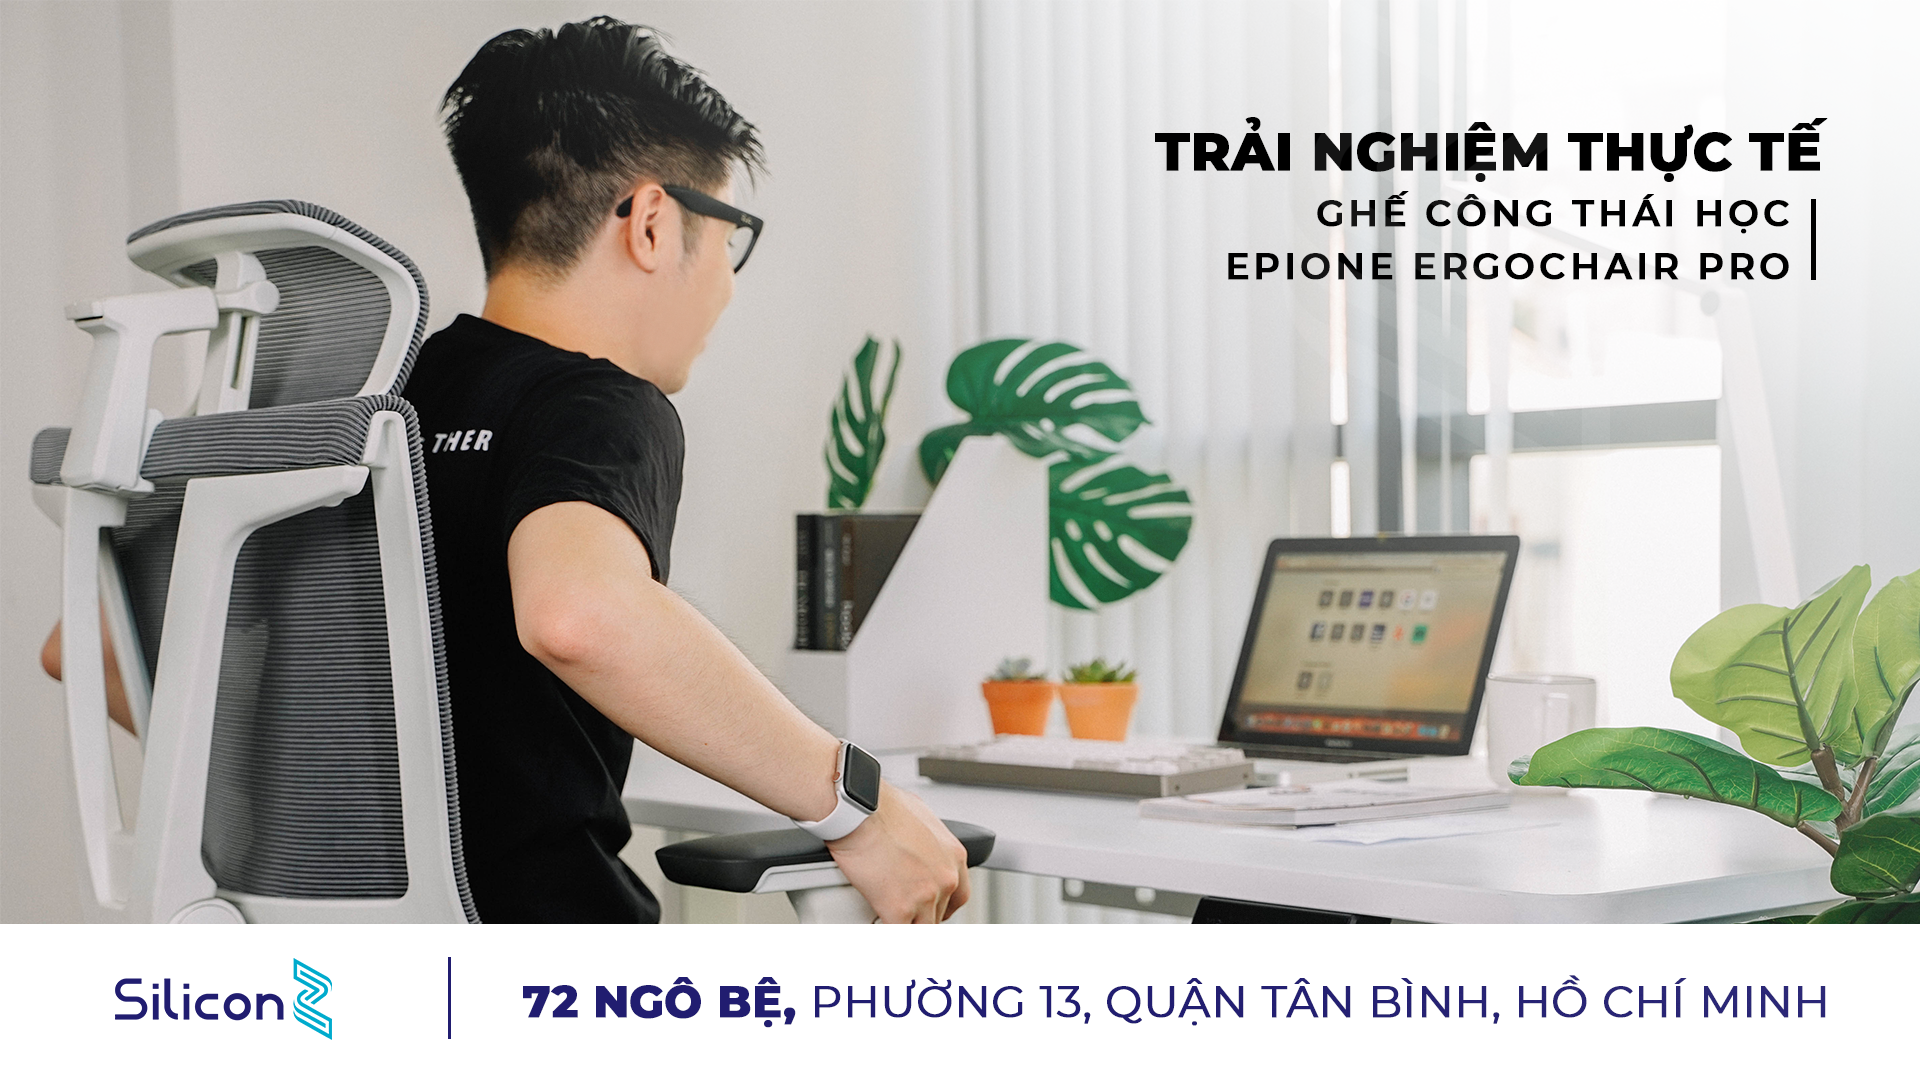 TRẢI NGHIỆM THỰC TẾ
GHẾ CÔNG THÁI HỌC
EPIONE ERGOCHAIR PRO
THER
Silicon
72 NGÔ BỆ, PHƯỜNG 13, QUẬN TÂN BÌNH, HỒ CHÍ MINH